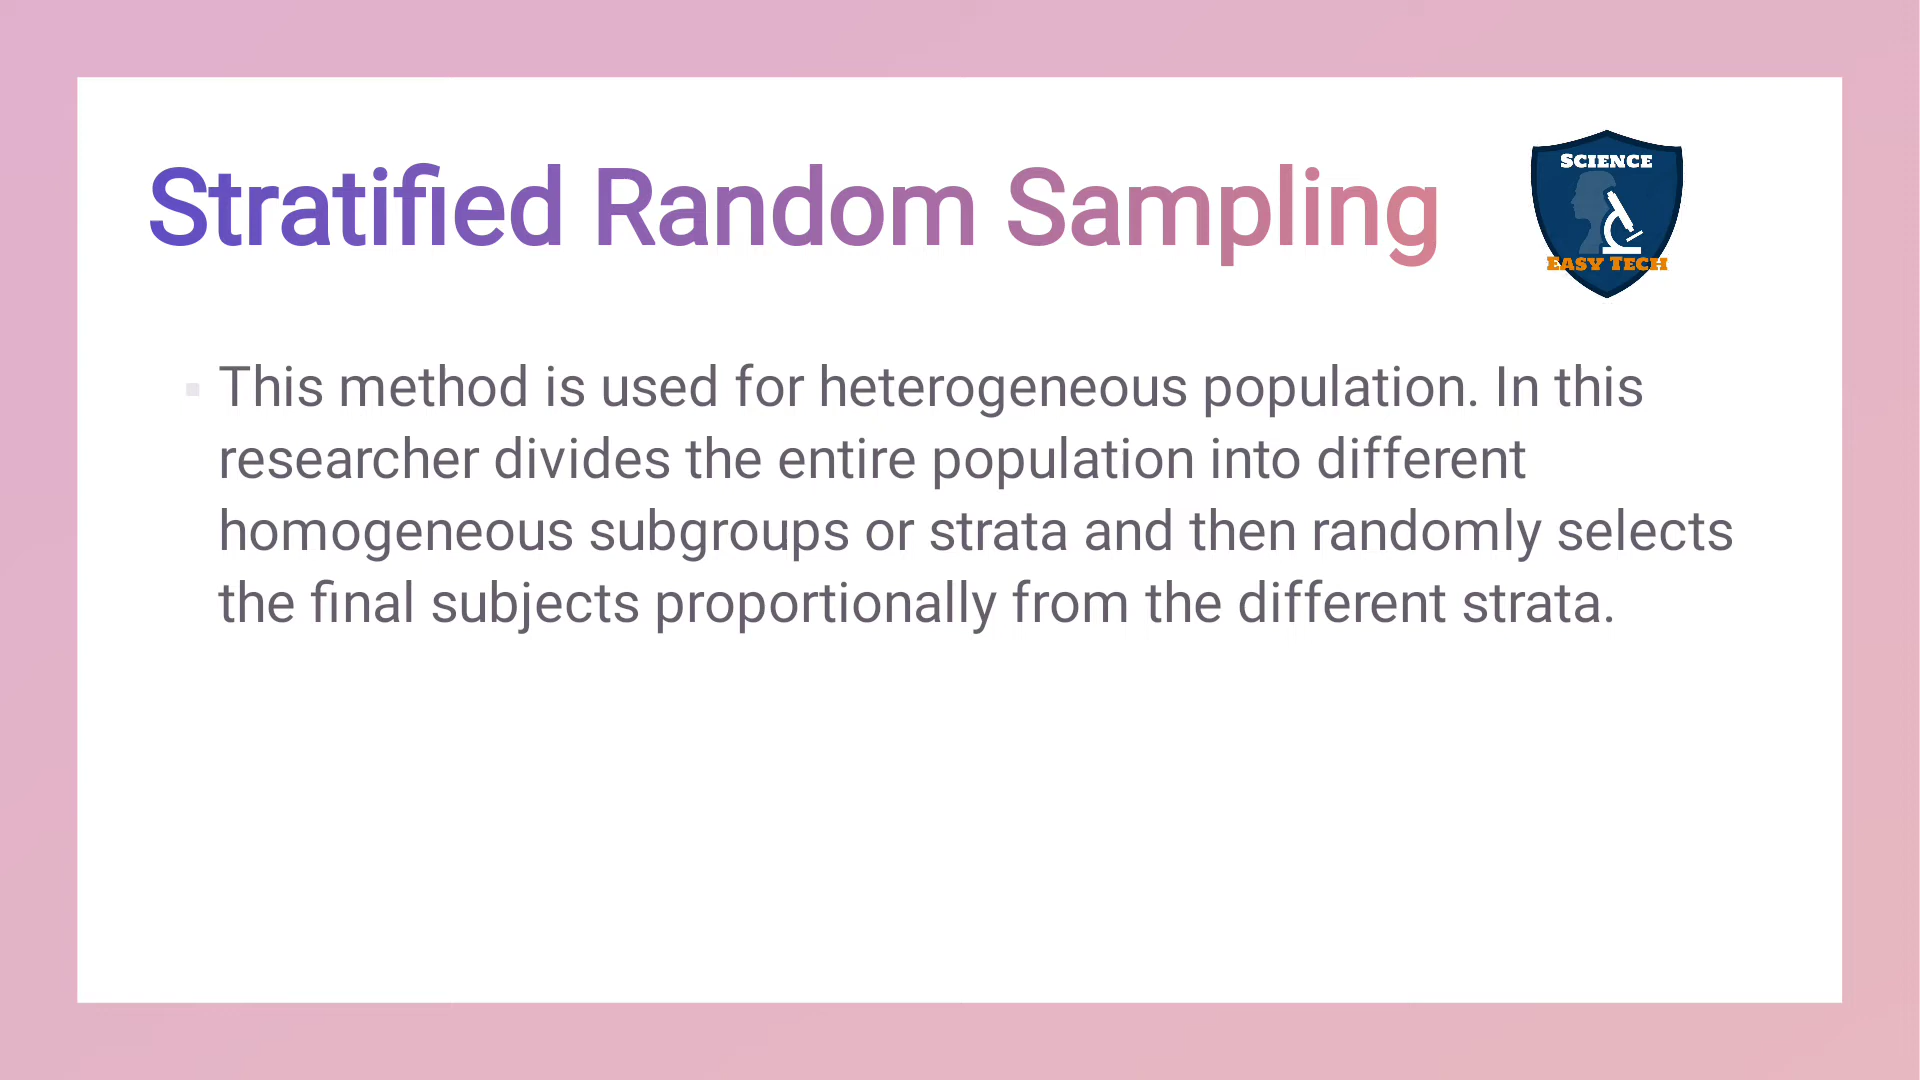 Stratified Random Sampling
SCIENCE
EASY TECH
This method is used for heterogeneous population. In this
researcher divides the entire population into different
homogeneous subgroups or strata and then randomly selects
the final subjects proportionally from the different strata.